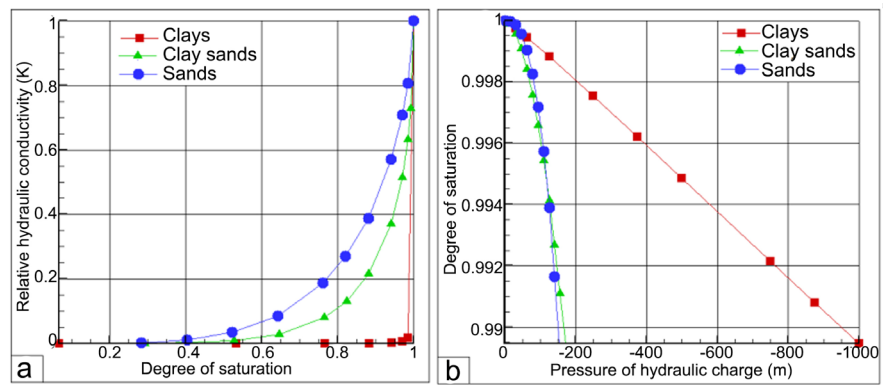 1
0.8
0.6
0.4
0.2
0
Relative hydraulic conductivity (K)
Clays
Clay sands
Sands
0.2
0.4
0.6
0.8
1
Degree of saturation
a
1
0.998
0.996
0.994
0.992
0.99
Degree of saturation
Clays
Clay sands
Sands
0
-200
-400
-600
-800
-1000
Pressure of hydraulic charge (m)
b